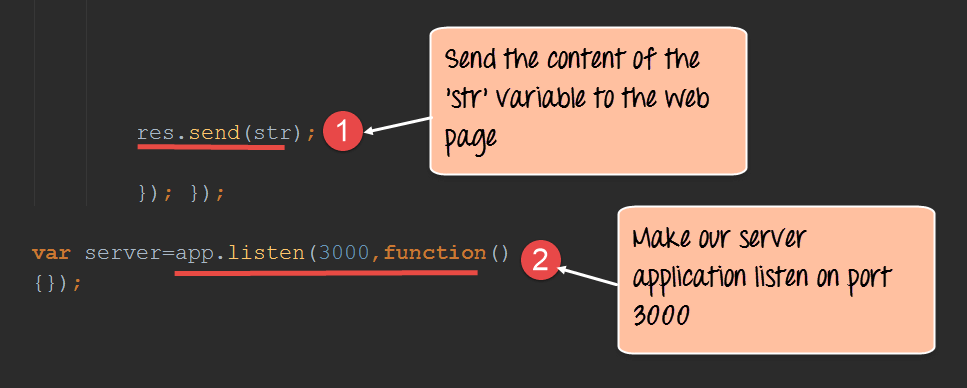 Send the content of the
'str' variable to the web
page
res.send(str);
1
}); });
Make our server
application listen on port
3000
var server=app.listen(3000,function()
2
{});